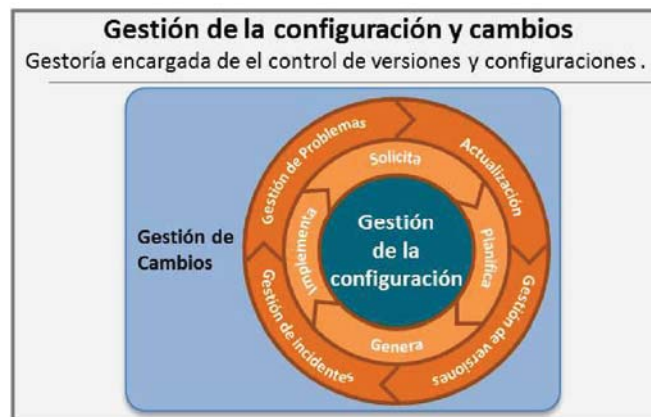 Gestión de la configuración y cambios
Gestoría encargada de el control de versiones y configuraciones .
Gestión de Problemas
Actualización
Solicita
Implementa
Gestión
de la
configuración
Planifica
Gestión de
Cambios
Gestión de incidentes
Genera
Gestión de versiones